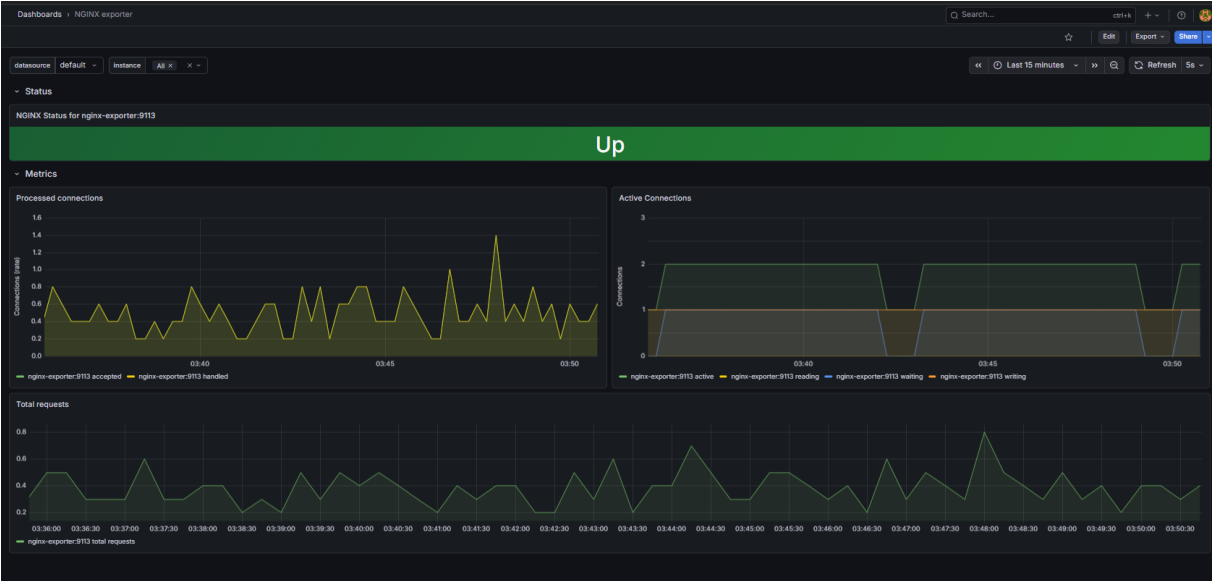 Dashboards › NGINX exporter
Search... ctrl+k
Edit Export Share
datasource default instance All × ×
Last 15 minutes Refresh 5s
Status
NGINX Status for nginx-exporter:9113
Up
Metrics
Processed connections
1.6
1.4
1.2
1.0
0.8
0.6
0.4
0.2
0.0
Connections (rate)
03:40 03:45 03:50
nginx-exporter:9113 accepted nginx-exporter:9113 handled
Active Connections
3
2
1
0
Connections
03:40 03:45 03:50
nginx-exporter:9113 active nginx-exporter:9113 reading nginx-exporter:9113 waiting nginx-exporter:9113 writing
Total requests
0.8
0.6
0.4
0.2
03:36:00 03:36:30 03:37:00 03:37:30 03:38:00 03:38:30 03:39:00 03:39:30 03:40:00 03:40:30 03:41:00 03:41:30 03:42:00 03:42:30 03:43:00 03:43:30 03:44:00 03:44:30 03:45:00 03:45:30 03:46:00 03:46:30 03:47:00 03:47:30 03:48:00 03:48:30 03:49:00 03:49:30 03:50:00 03:50:30
nginx-exporter:9113 total requests